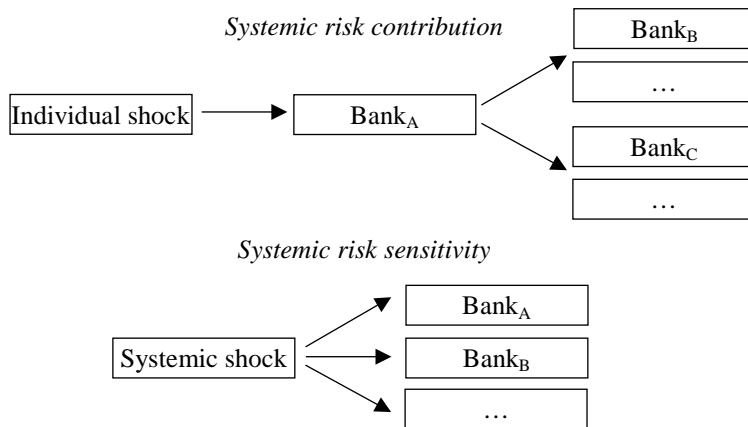 Systemic risk contribution
Bank_B
…
Individual shock
Bank_A
Bank_C
…
Systemic risk sensitivity
Bank_A
Systemic shock
Bank_B
…